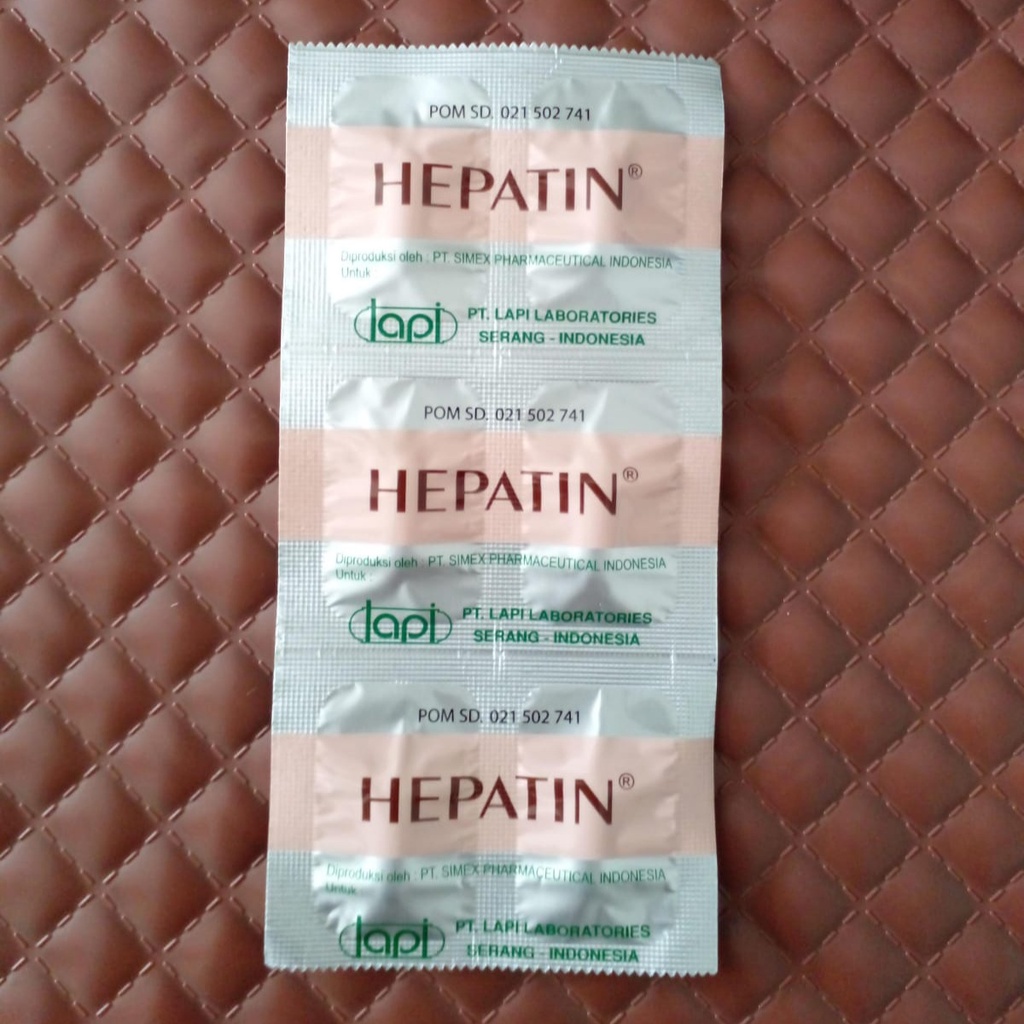 POM SD. 021 502 741
HEPATIN®
Diproduksi oleh : PT. SIMEX PHARMACEUTICAL INDONESIA
Untuk
lapi PT. LAPI LABORATORIES
SERANG - INDONESIA
POM SD. 021 502 741
HEPATIN®
Diproduksi oleh : PT. SIMEX PHARMACEUTICAL INDONESIA
Untuk :
lapi PT. LAPI LABORATORIES
SERANG - INDONESIA
POM SD. 021 502 741
HEPATIN®
Diproduksi oleh : PT. SIMEX PHARMACEUTICAL INDONESIA
Untuk
lapi PT. LAPI LABORATORIES
SERANG - INDONESIA